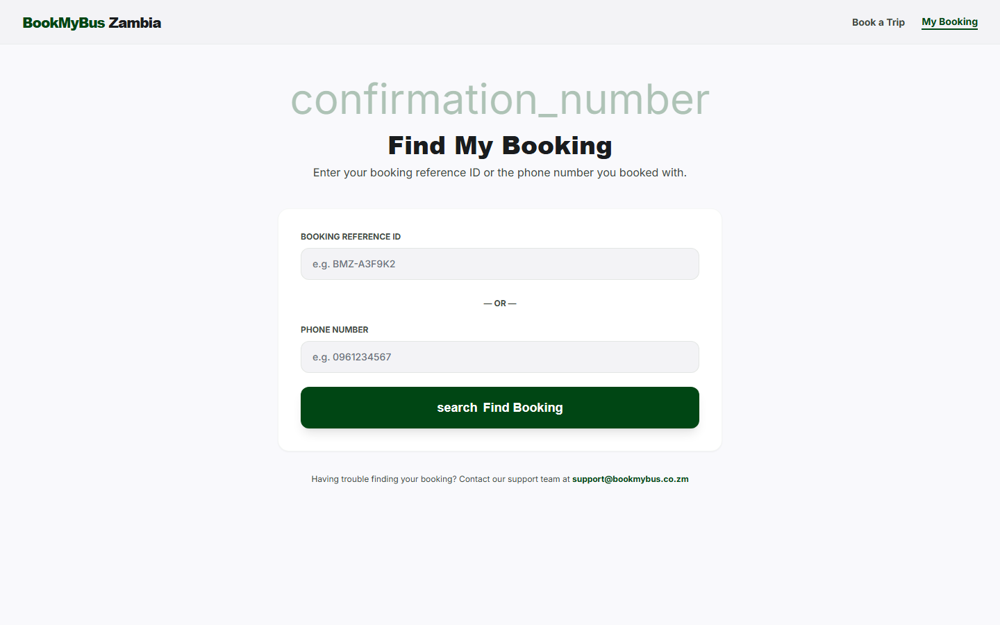 BookMyBus Zambia
Book a Trip
My Booking
confirmation_number
Find My Booking
Enter your booking reference ID or the phone number you booked with.
BOOKING REFERENCE ID
e.g. BMZ-A3F9K2
— OR —
PHONE NUMBER
e.g. 0961234567
search Find Booking
Having trouble finding your booking? Contact our support team at support@bookmybus.co.zm